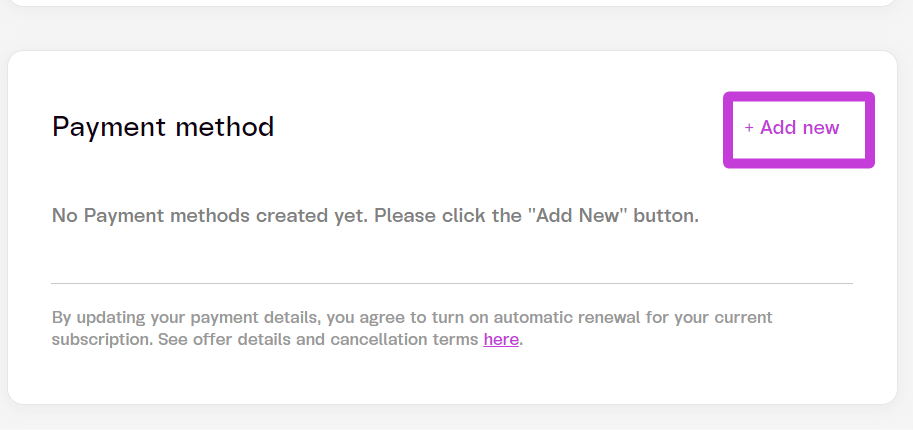 Payment method
+ Add new
No Payment methods created yet. Please click the "Add New" button.
By updating your payment details, you agree to turn on automatic renewal for your current
subscription. See offer details and cancellation terms here.